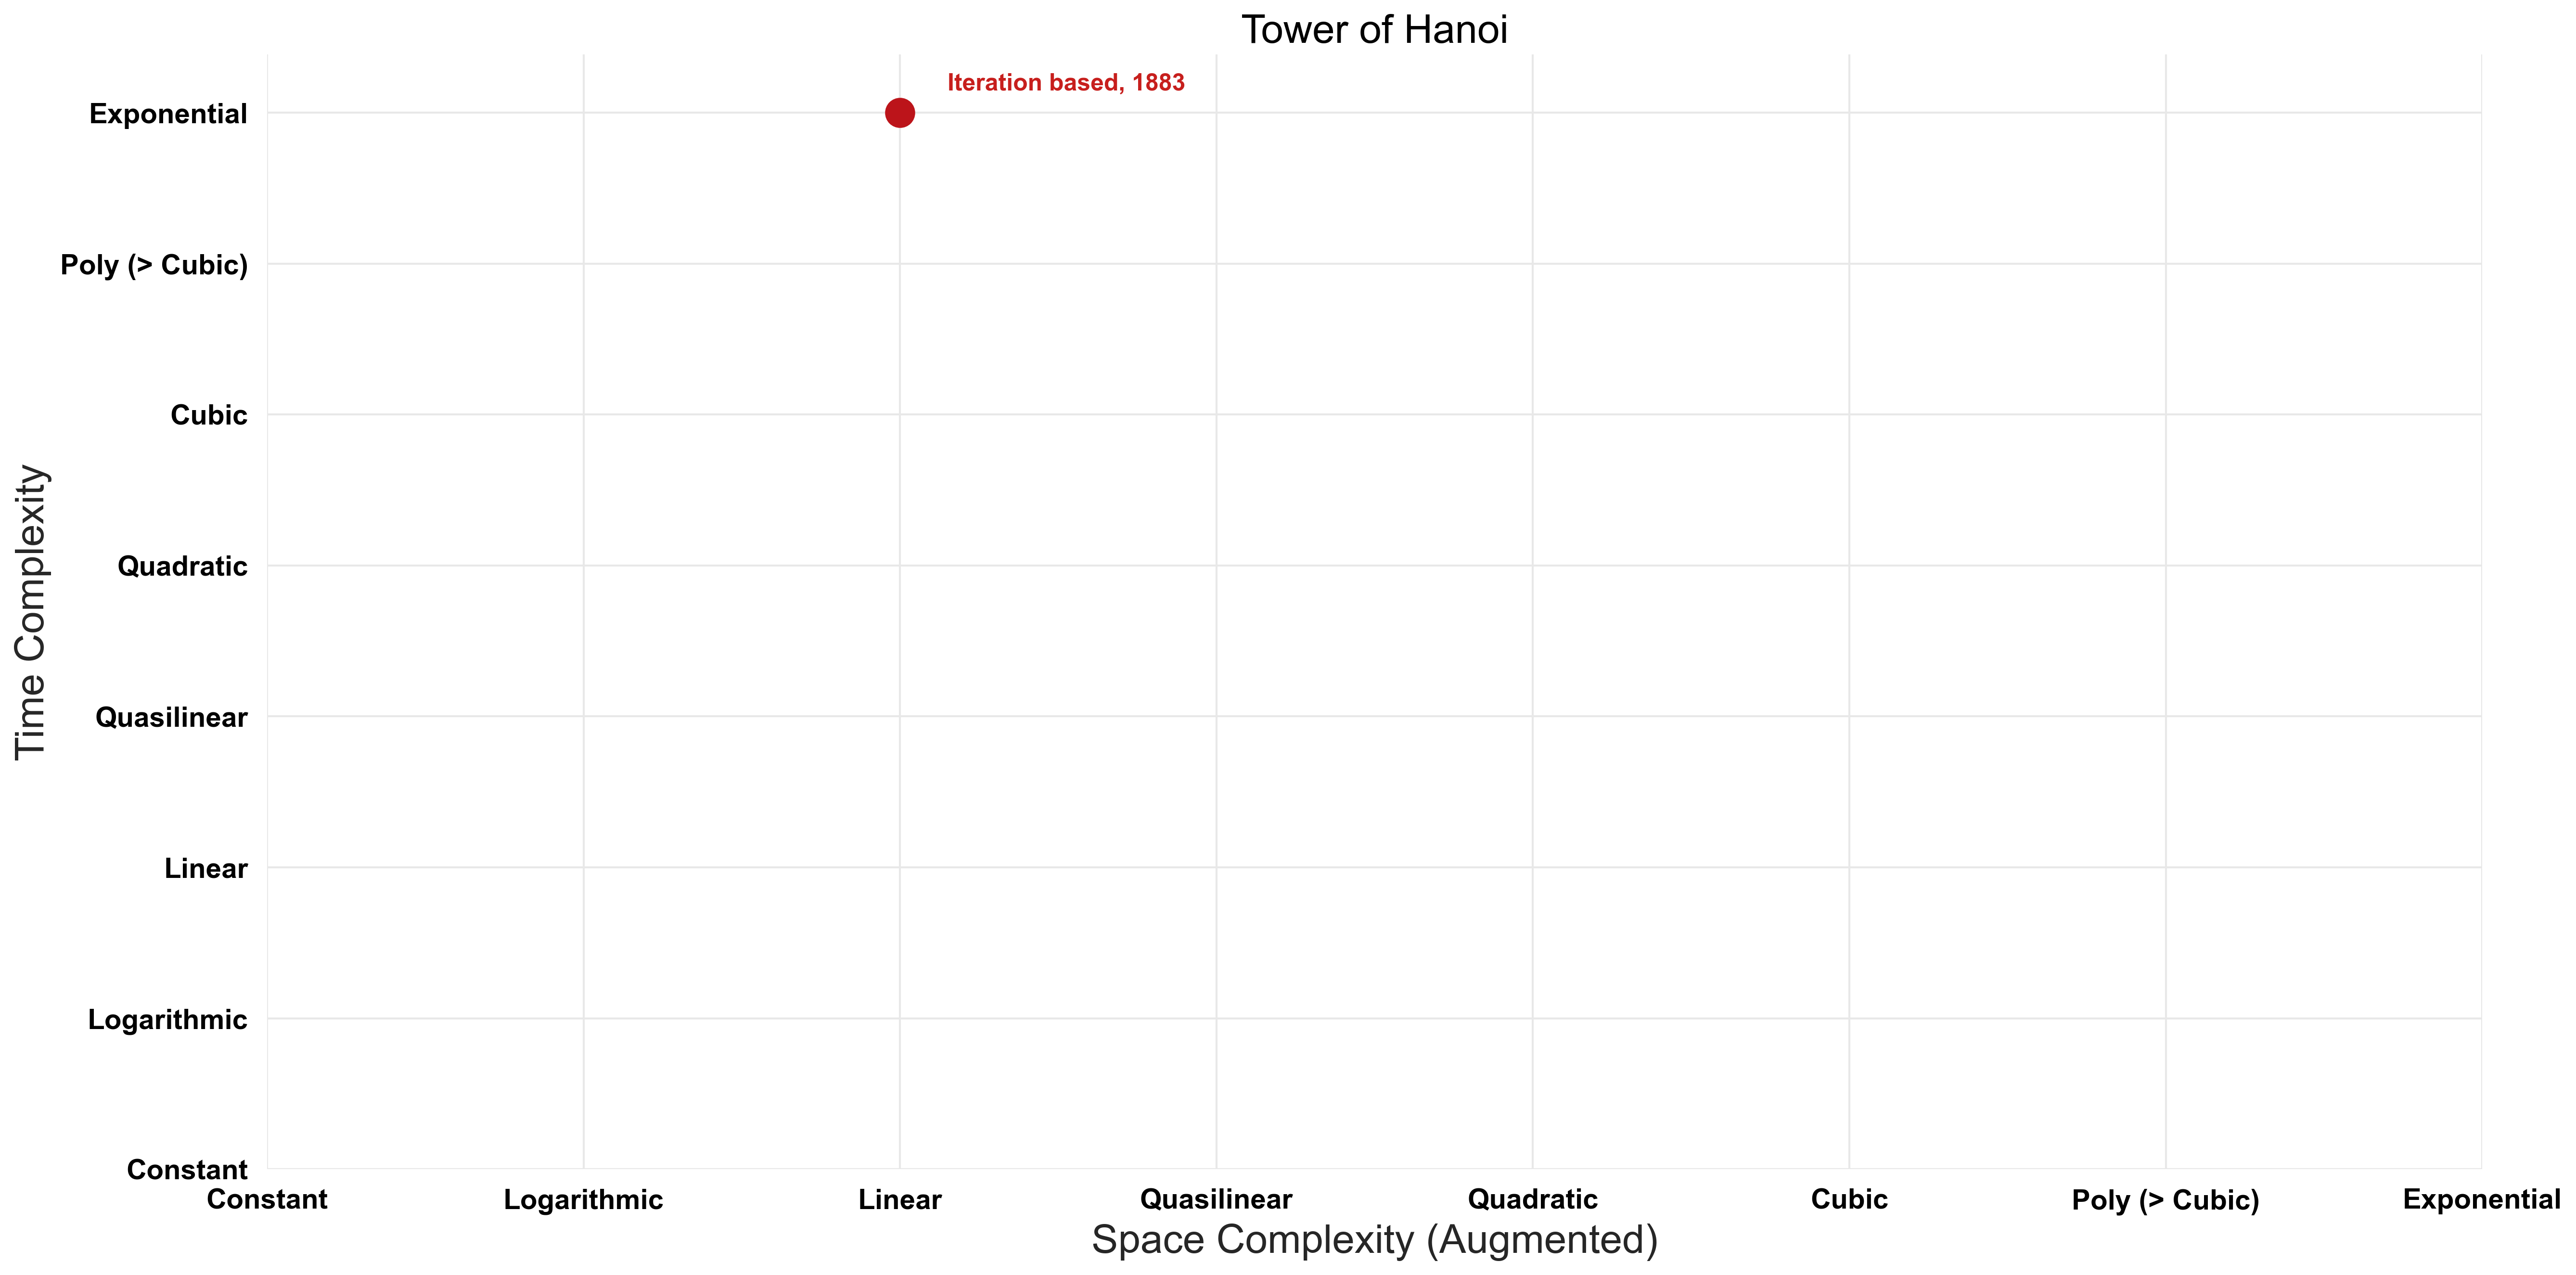 Tower of Hanoi
Iteration based, 1883
Exponential
Poly (> Cubic)
Cubic
Quadratic
Quasilinear
Linear
Logarithmic
Constant
Time Complexity
Constant
Logarithmic
Linear
Quasilinear
Quadratic
Cubic
Poly (> Cubic)
Exponential
Space Complexity (Augmented)